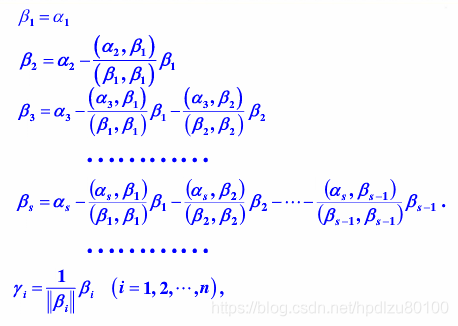 β₁ = α₁
β₂ = α₂ − (α₂, β₁)/(β₁, β₁) β₁
β₃ = α₃ − (α₃, β₁)/(β₁, β₁) β₁ − (α₃, β₂)/(β₂, β₂) β₂
············
βₛ = αₛ − (αₛ, β₁)/(β₁, β₁) β₁ − (αₛ, β₂)/(β₂, β₂) β₂ − ··· − (αₛ, βₛ₋₁)/(βₛ₋₁, βₛ₋₁) βₛ₋₁ .
············
γᵢ = 1/‖βᵢ‖ βᵢ (i = 1, 2, ···, n),
https://blog.csdn.net/hpdlzu80100